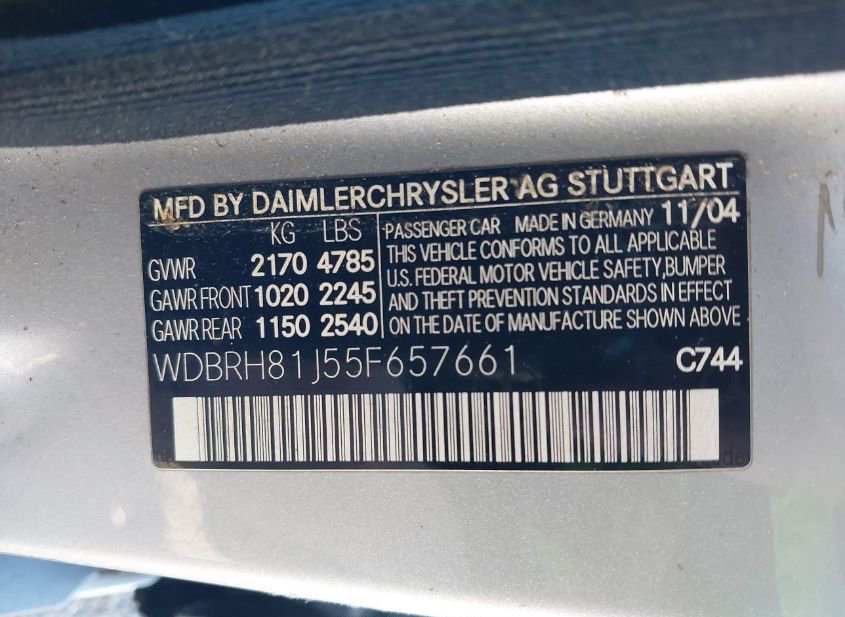 MFD BY DAIMLERCHRYSLER AG STUTTGART
KG LBS
GVWR 2170 4785
GAWR FRONT 1020 2245
GAWR REAR 1150 2540
PASSENGER CAR MADE IN GERMANY 11/04
THIS VEHICLE CONFORMS TO ALL APPLICABLE
U.S. FEDERAL MOTOR VEHICLE SAFETY, BUMPER
AND THEFT PREVENTION STANDARDS IN EFFECT
ON THE DATE OF MANUFACTURE SHOWN ABOVE
WDBRH81J55F657661 C744